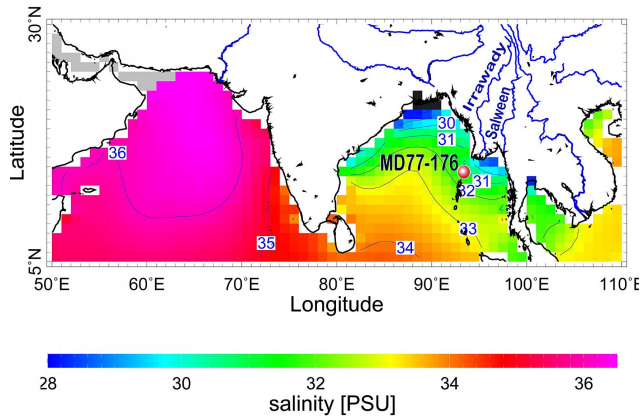 30˚N
Latitude
5˚N
36
35
34
33
32
31
31
30
MD77-176
Irrawady
Salween
50˚E 60˚E 70˚E 80˚E 90˚E 100˚E 110˚E
Longitude
28 30 32 34 36
salinity [PSU]